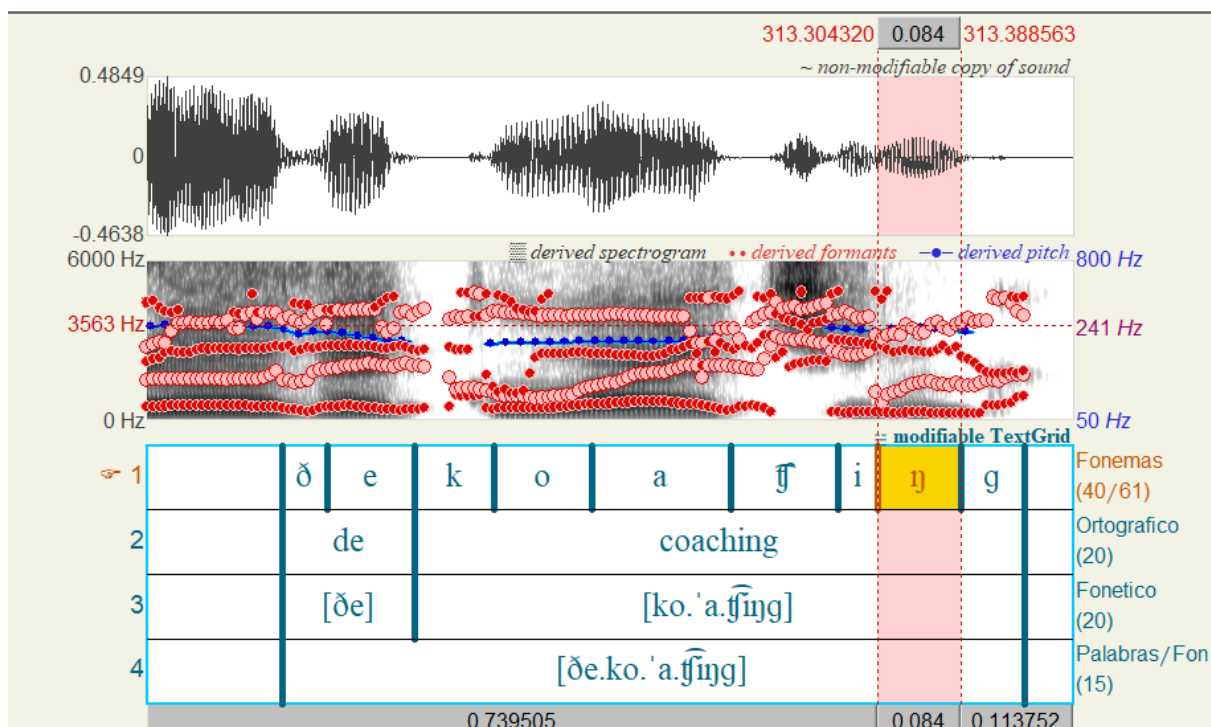 313.304320 0.084 313.388563
~ non-modifiable copy of sound
0.4849
0
-0.4638
6000 Hz derived spectrogram derived formants derived pitch 800 Hz
3563 Hz 241 Hz
0 Hz 50 Hz
modifiable TextGrid
☞ 1 ð e k o a t͡ʃ i ŋ ɡ Fonemas (40/61)
2 de coaching Ortografico (20)
3 [ðe] [ko.ˈa.t͡ʃiŋɡ] Fonetico (20)
4 [ðe.ko.ˈa.t͡ʃiŋɡ] Palabras/Fon (15)
0.739505 0.084 0.113752